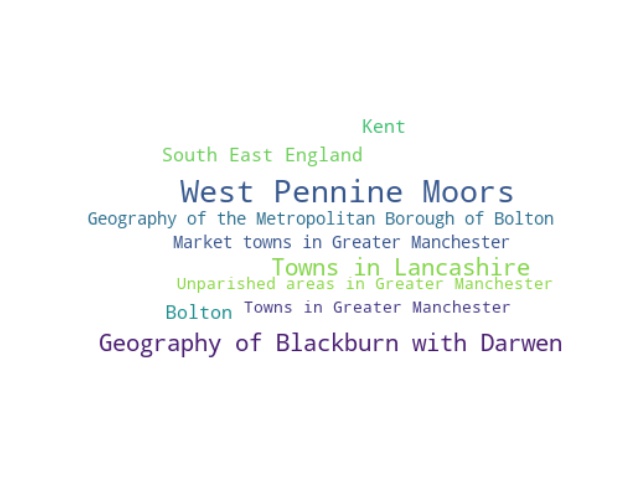 Kent
South East England
West Pennine Moors
Geography of the Metropolitan Borough of Bolton
Market towns in Greater Manchester
Towns in Lancashire
Unparished areas in Greater Manchester
Bolton Towns in Greater Manchester
Geography of Blackburn with Darwen